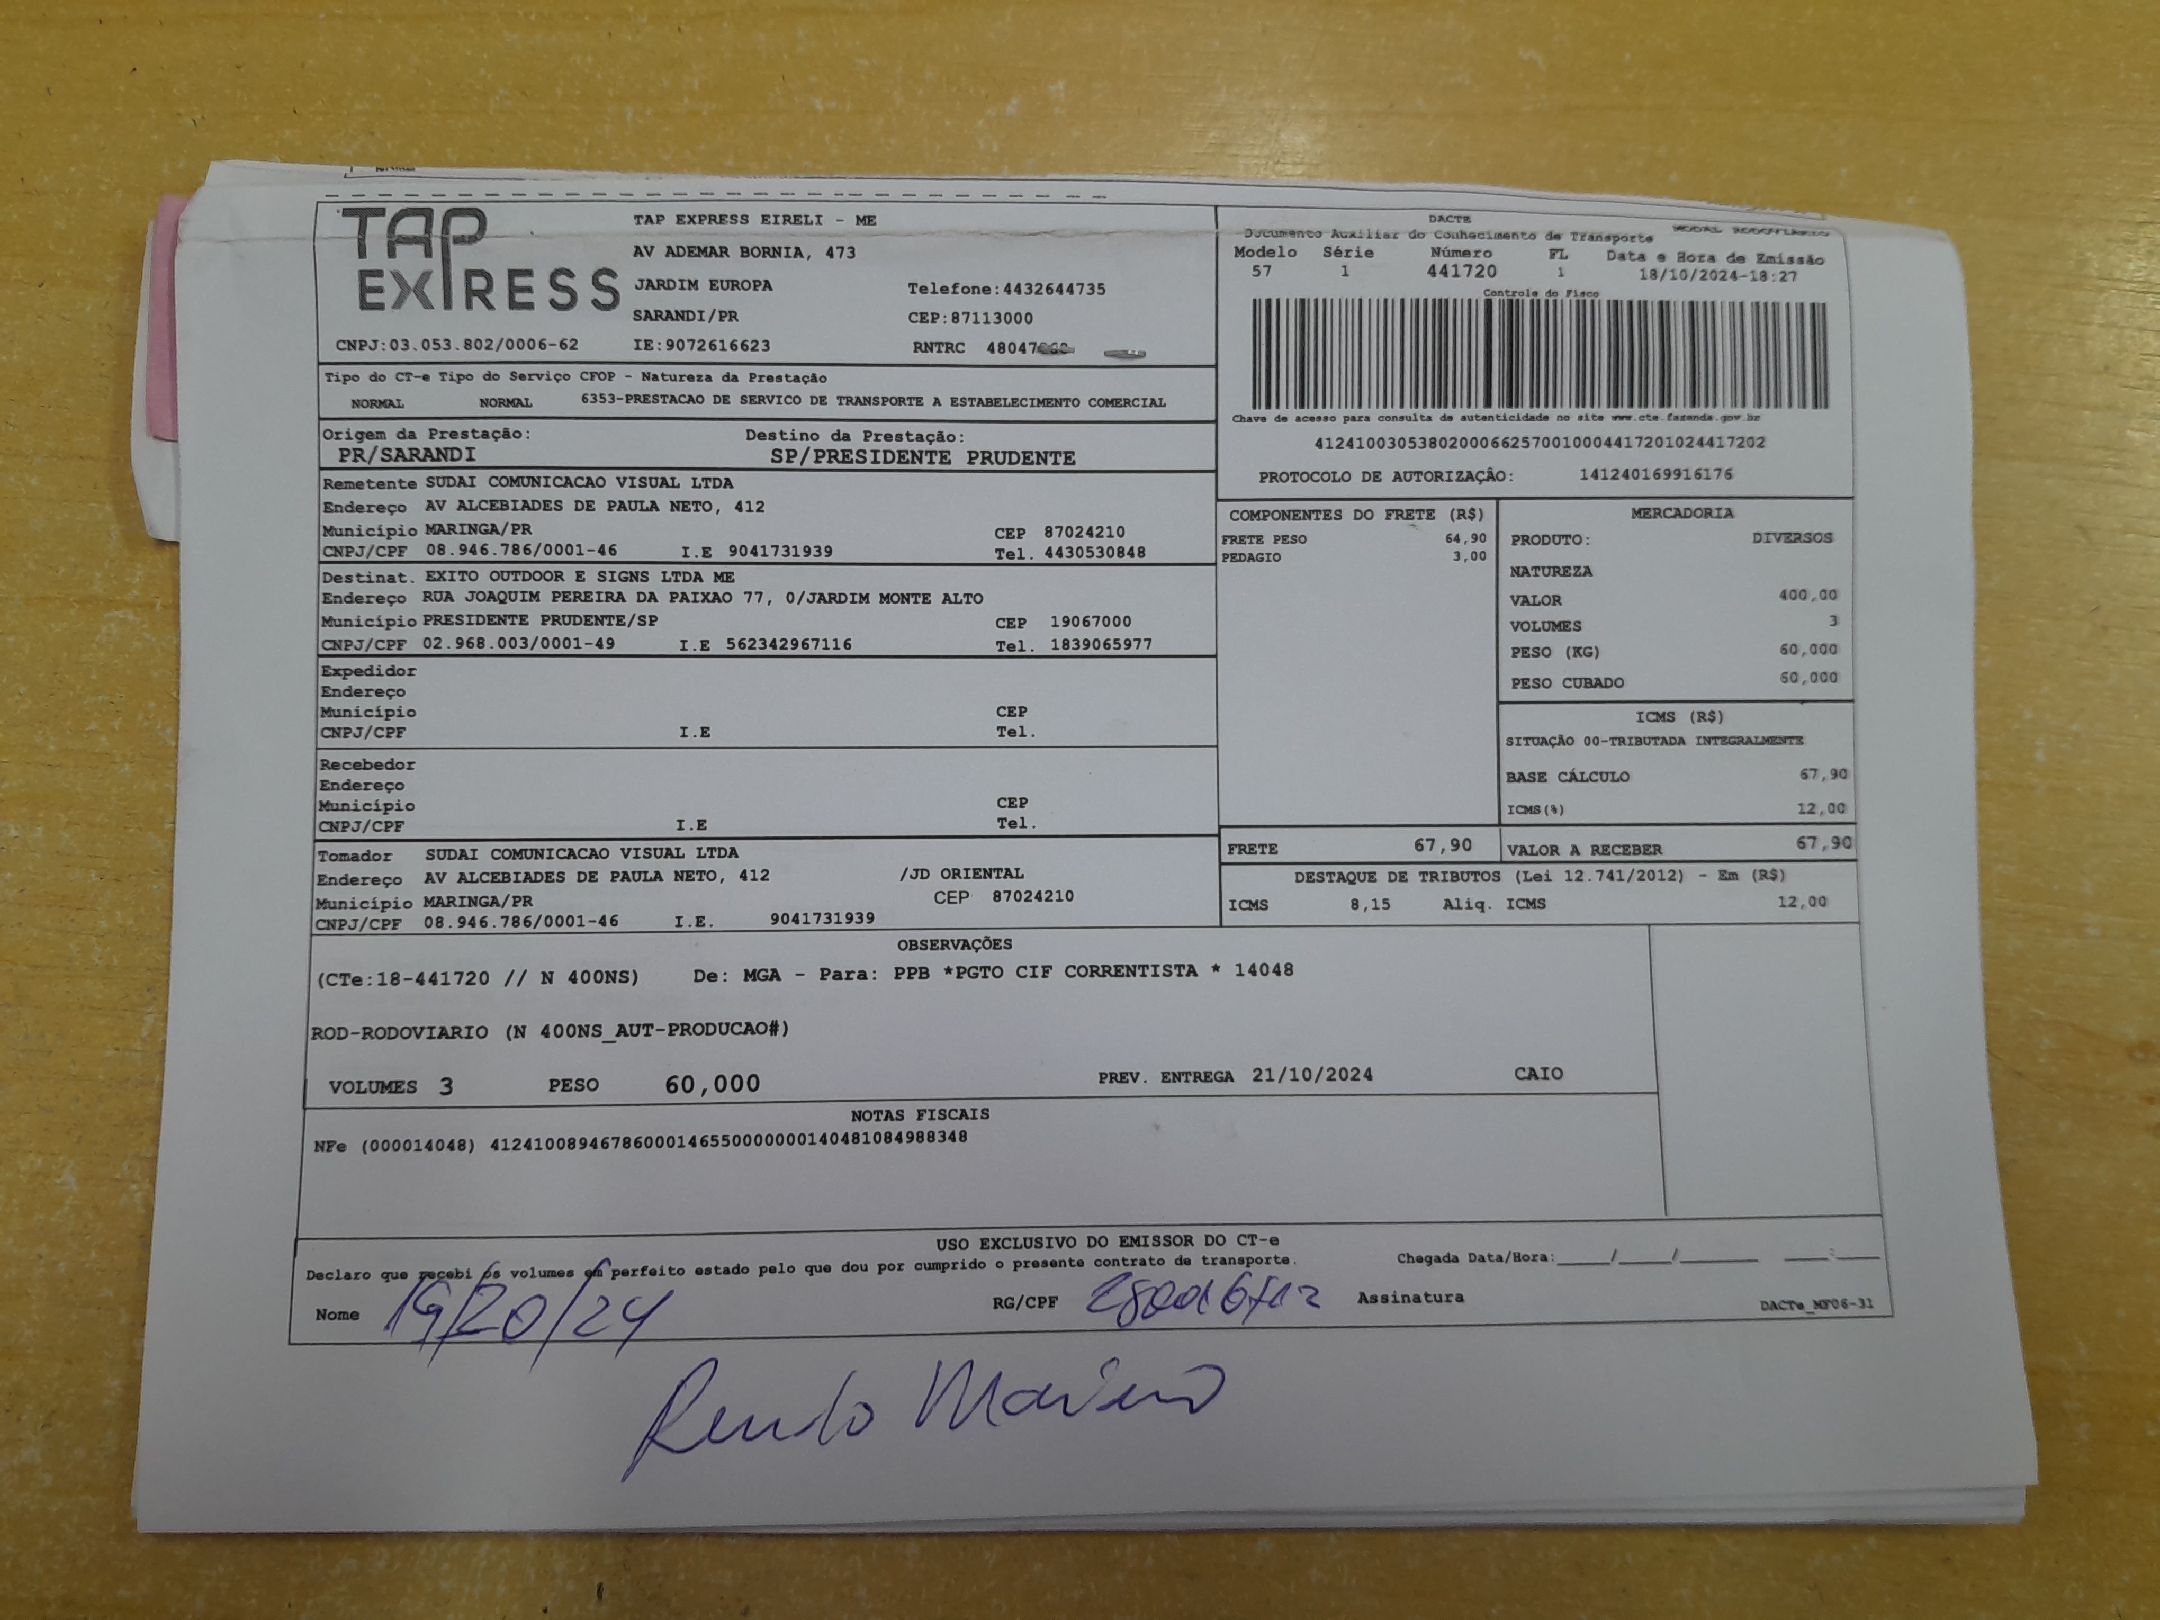 TAP EXPRESS
TAP EXPRESS EIRELI - ME
AV ADEMAR BORNIA, 473
JARDIM EUROPA Telefone:4432644735
SARANDI/PR CEP:87113000
CNPJ:03.053.802/0006-62 IE:9072616623 RNTRC 48047
DACTE
Documento Auxiliar do Conhecimento de Transporte MODAL RODOVIÁRIO
Modelo Série Número FL Data e Hora de Emissão
57 1 441720 1 18/10/2024-18:27
Controle do Fisco
Chave de acesso para consulta de autenticidade no site www.cte.fazenda.gov.br
41241003053802000662570010004417201024417202
PROTOCOLO DE AUTORIZAÇÂO: 141240169916176
Tipo do CT-e Tipo do Serviço CFOP - Natureza da Prestação
NORMAL NORMAL 6353-PRESTACAO DE SERVICO DE TRANSPORTE A ESTABELECIMENTO COMERCIAL
Origem da Prestação: Destino da Prestação:
PR/SARANDI SP/PRESIDENTE PRUDENTE
Remetente SUDAI COMUNICACAO VISUAL LTDA
Endereço AV ALCEBIADES DE PAULA NETO, 412
Município MARINGA/PR CEP 87024210
CNPJ/CPF 08.946.786/0001-46 I.E 9041731939 Tel. 4430530848
Destinat. EXITO OUTDOOR E SIGNS LTDA ME
Endereço RUA JOAQUIM PEREIRA DA PAIXAO 77, 0/JARDIM MONTE ALTO
Município PRESIDENTE PRUDENTE/SP CEP 19067000
CNPJ/CPF 02.968.003/0001-49 I.E 562342967116 Tel. 1839065977
Expedidor
Endereço
Município CEP
CNPJ/CPF I.E Tel.
Recebedor
Endereço
Município CEP
CNPJ/CPF I.E Tel.
Tomador SUDAI COMUNICACAO VISUAL LTDA
Endereço AV ALCEBIADES DE PAULA NETO, 412 /JD ORIENTAL
Município MARINGA/PR CEP 87024210
CNPJ/CPF 08.946.786/0001-46 I.E. 9041731939
COMPONENTES DO FRETE (R$)
FRETE PESO 64,90
PEDAGIO 3,00
MERCADORIA
PRODUTO: DIVERSOS
NATUREZA
VALOR 400,00
VOLUMES 3
PESO (KG) 60,000
PESO CUBADO 60,000
ICMS (R$)
SITUAÇÃO 00-TRIBUTADA INTEGRALMENTE
BASE CÁLCULO 67,90
ICMS(%) 12,00
FRETE 67,90 VALOR A RECEBER 67,90
DESTAQUE DE TRIBUTOS (Lei 12.741/2012) - Em (R$)
ICMS 8,15 Aliq. ICMS 12,00
OBSERVAÇÕES
(CTe:18-441720 // N 400NS) De: MGA - Para: PPB *PGTO CIF CORRENTISTA * 14048
ROD-RODOVIARIO (N 400NS_AUT-PRODUCAO#)
VOLUMES 3 PESO 60,000 PREV. ENTREGA 21/10/2024 CAIO
NOTAS FISCAIS
NFe (000014048) 41241008946786000146550000000140481084988348
USO EXCLUSIVO DO EMISSOR DO CT-e
Declaro que recebi os volumes em perfeito estado pelo que dou por cumprido o presente contrato de transporte. Chegada Data/Hora:____/____/______ ____:____
Nome 19/20/24 RG/CPF Assinatura DACTe_MF06-31